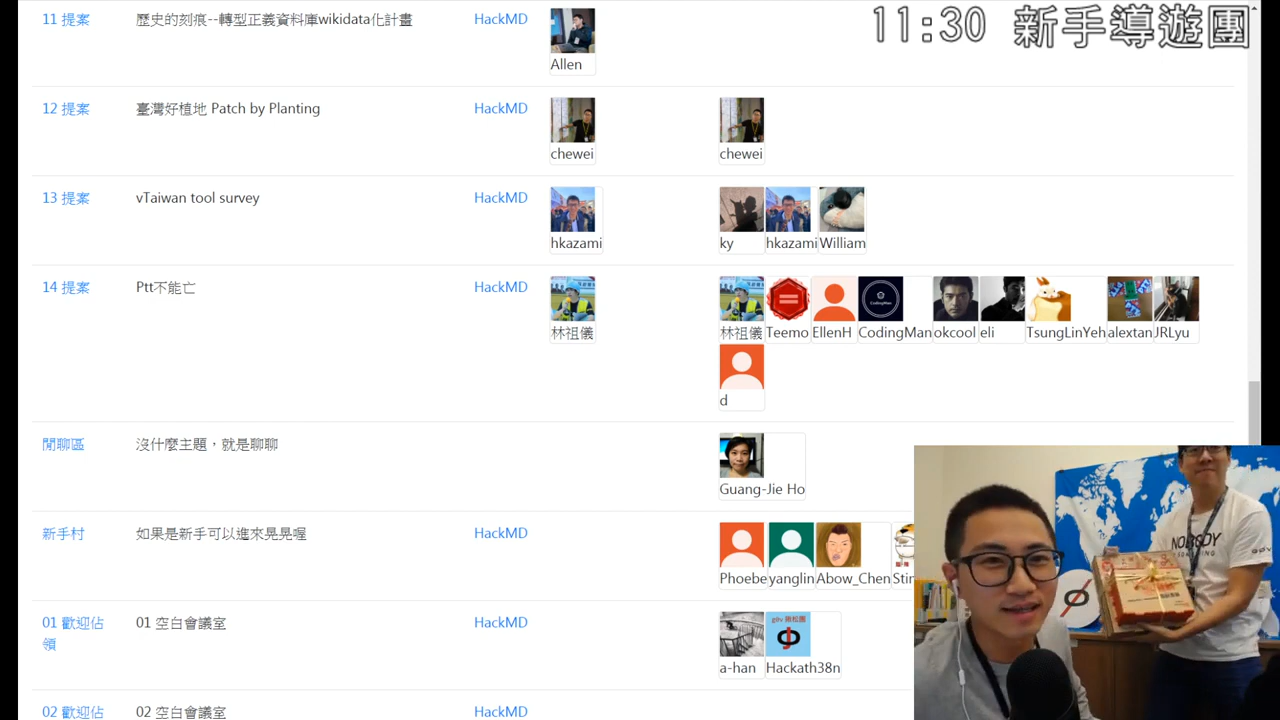 11:30 新手導遊團
11 提案 歷史的刻痕--轉型正義資料庫wikidata化計畫 HackMD
Allen
12 提案 臺灣好植地 Patch by Planting HackMD
chewei chewei
13 提案 vTaiwan tool survey HackMD
hkazami ky hkazami William
14 提案 Ptt不能亡 HackMD
林祖儀 林祖儀 Teemo EllenH CodingMan okcool eli TsungLinYeh alextan JRLyu
d
閒聊區 沒什麼主題，就是聊聊
Guang-Jie Ho
新手村 如果是新手可以進來晃晃喔 HackMD
Phoebe yanglin Abow_Chen Stin
01 歡迎佔領 01 空白會議室 HackMD
g0v 揪松團
a-han Hackath38n
02 歡迎佔 02 空白會議室 HackMD
NOBODY